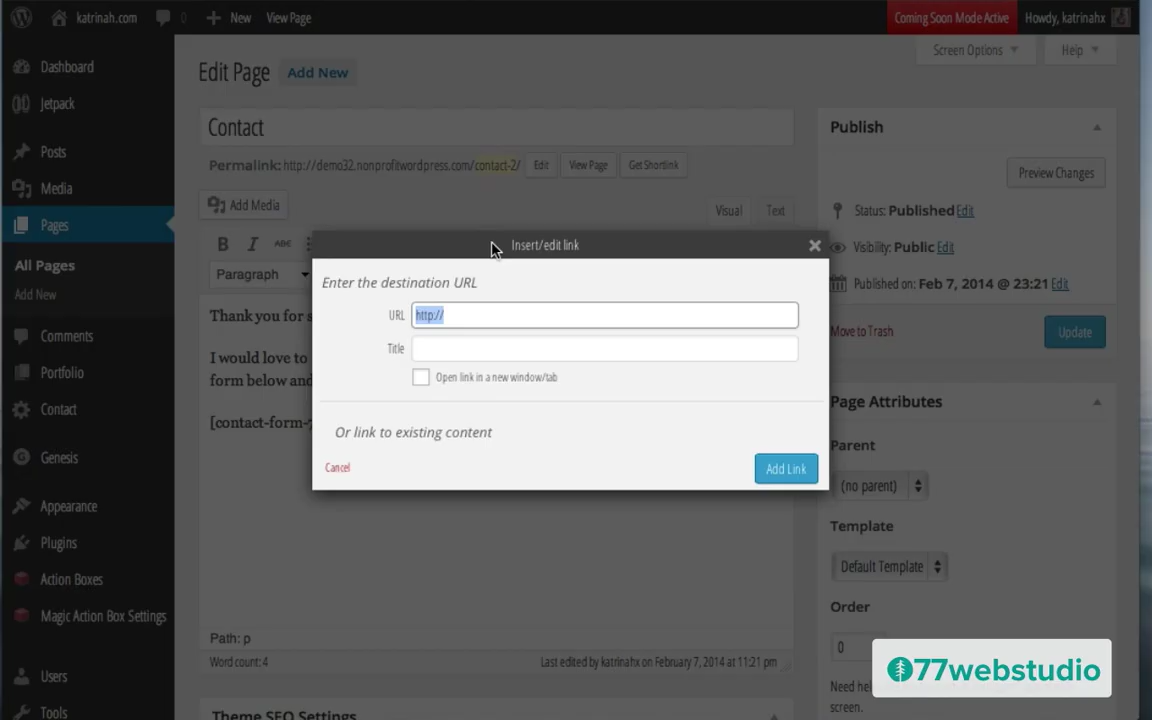 katrinah.com 0 New View Page Coming Soon Mode Active Howdy, katrinahx
Screen Options Help
Dashboard
Jetpack
Posts
Media
Pages
All Pages
Add New
Comments
Portfolio
Contact
Genesis
Appearance
Plugins
Action Boxes
Magic Action Box Settings
Users
Tools
Edit Page Add New
Contact
Permalink: http://demo32.nonprofitwordpress.com/contact-2/ Edit View Page Get Shortlink
Add Media Visual Text
B I ABC
Paragraph
Thank you for s
I would love to
form below and
[contact-form-7
Path: p
Word count: 4 Last edited by katrinahx on February 7, 2014 at 11:21 pm
Theme SEO Settings
Insert/edit link
Enter the destination URL
URL http://
Title
Open link in a new window/tab
Or link to existing content
Cancel Add Link
Publish
Preview Changes
Status: Published Edit
Visibility: Public Edit
Published on: Feb 7, 2014 @ 23:21 Edit
Move to Trash Update
Page Attributes
Parent
(no parent)
Template
Default Template
Order
0
Need hel
screen.
77webstudio